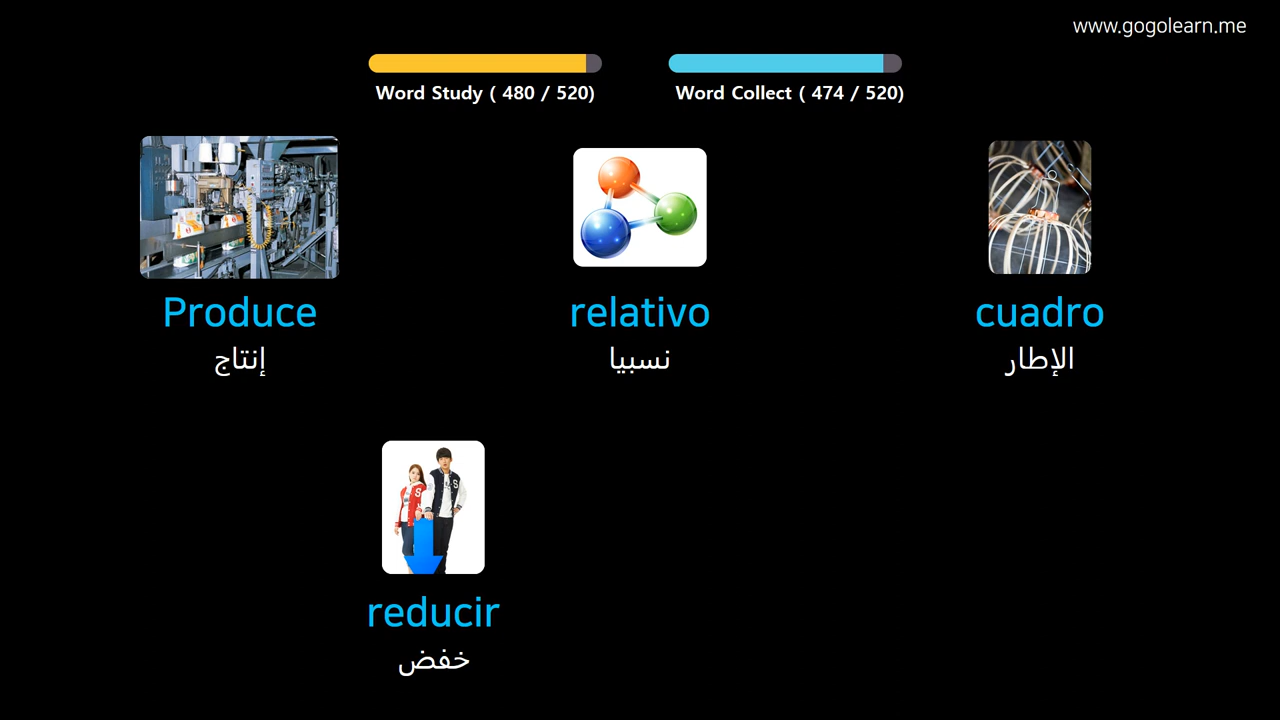 www.gogolearn.me
Word Study ( 480 / 520)
Word Collect ( 474 / 520)
Produce
إنتاج
relativo
نسبيا
cuadro
الإطار
reducir
خفض